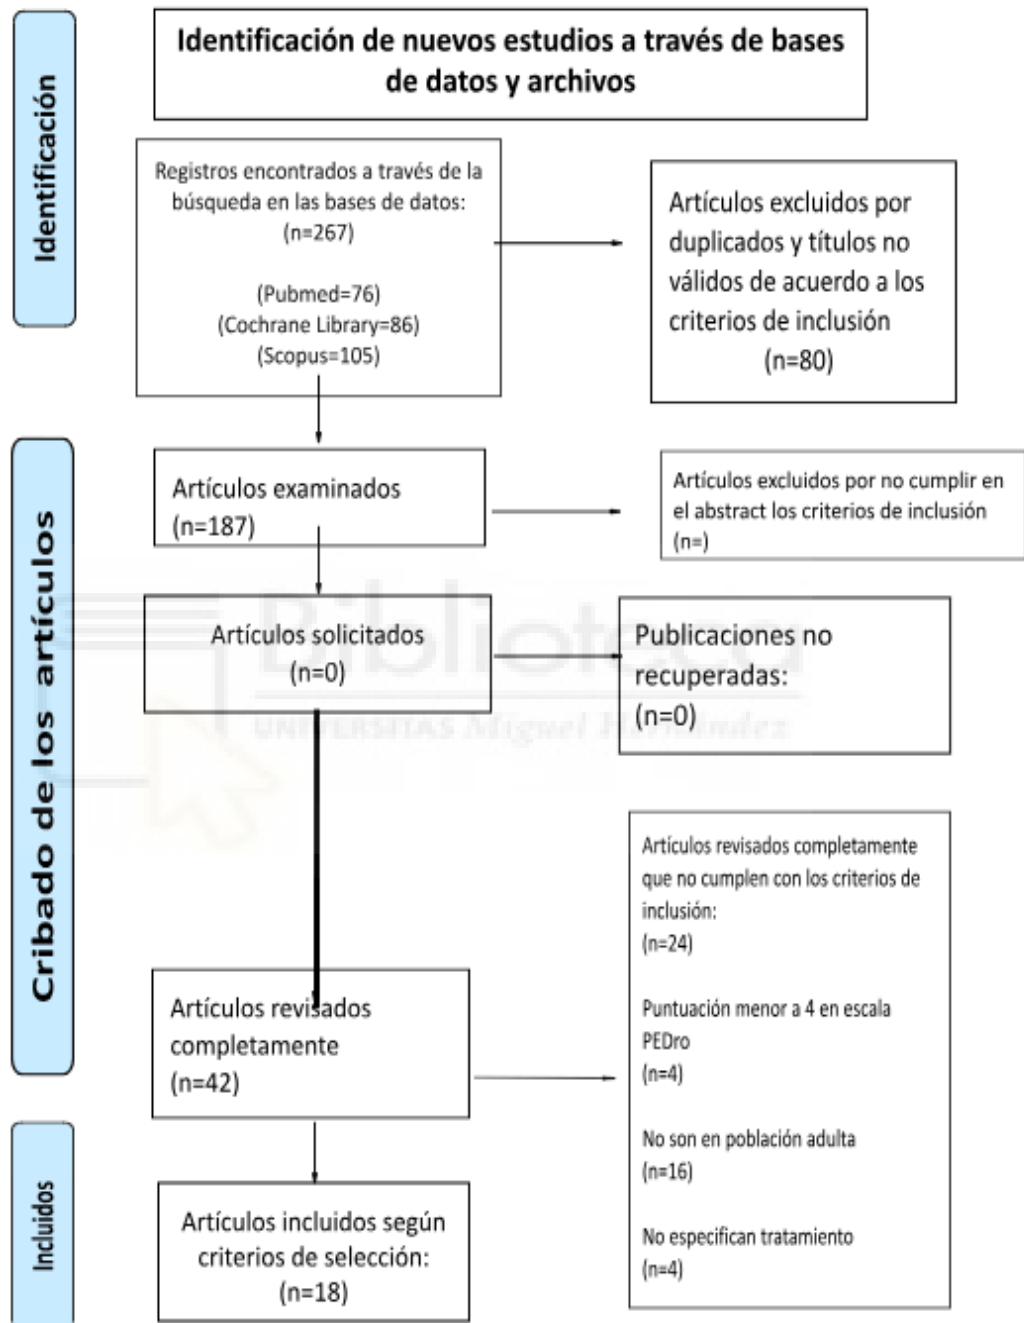 Identificación
Identificación de nuevos estudios a través de bases
de datos y archivos
Registros encontrados a través de la
búsqueda en las bases de datos:
(n=267)
(Pubmed=76)
(Cochrane Library=86)
(Scopus=105)
Artículos excluidos por
duplicados y títulos no
válidos de acuerdo a los
criterios de inclusión
(n=80)
Cribado de los artículos
Artículos examinados
(n=187)
Artículos excluidos por no cumplir en
el abstract los criterios de inclusión
(n=)
Artículos solicitados
(n=0)
Publicaciones no
recuperadas:
(n=0)
Biblioteca
UNIVERSITAS Miguel Hernández
Artículos revisados
completamente
(n=42)
Artículos revisados completamente
que no cumplen con los criterios de
inclusión:
(n=24)
Puntuación menor a 4 en escala
PEDro
(n=4)
No son en población adulta
(n=16)
No especifican tratamiento
(n=4)
Incluidos
Artículos incluidos según
criterios de selección:
(n=18)